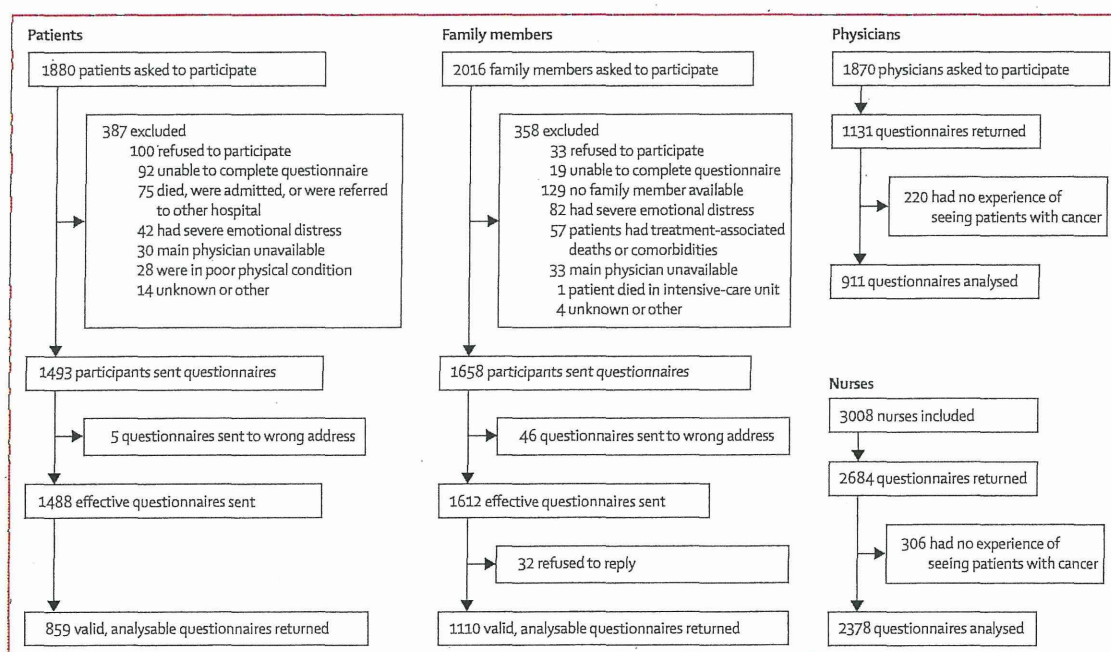 Patients
1880 patients asked to participate
387 excluded
100 refused to participate
92 unable to complete questionnaire
75 died, were admitted, or were referred
to other hospital
42 had severe emotional distress
30 main physician unavailable
28 were in poor physical condition
14 unknown or other
1493 participants sent questionnaires
5 questionnaires sent to wrong address
1488 effective questionnaires sent
859 valid, analysable questionnaires returned
Family members
2016 family members asked to participate
358 excluded
33 refused to participate
19 unable to complete questionnaire
129 no family member available
82 had severe emotional distress
57 patients had treatment-associated
deaths or comorbidities
33 main physician unavailable
1 patient died in intensive-care unit
4 unknown or other
1658 participants sent questionnaires
46 questionnaires sent to wrong address
1612 effective questionnaires sent
32 refused to reply
1110 valid, analysable questionnaires returned
Physicians
1870 physicians asked to participate
1131 questionnaires returned
220 had no experience of
seeing patients with cancer
911 questionnaires analysed
Nurses
3008 nurses included
2684 questionnaires returned
306 had no experience of
seeing patients with cancer
2378 questionnaires analysed